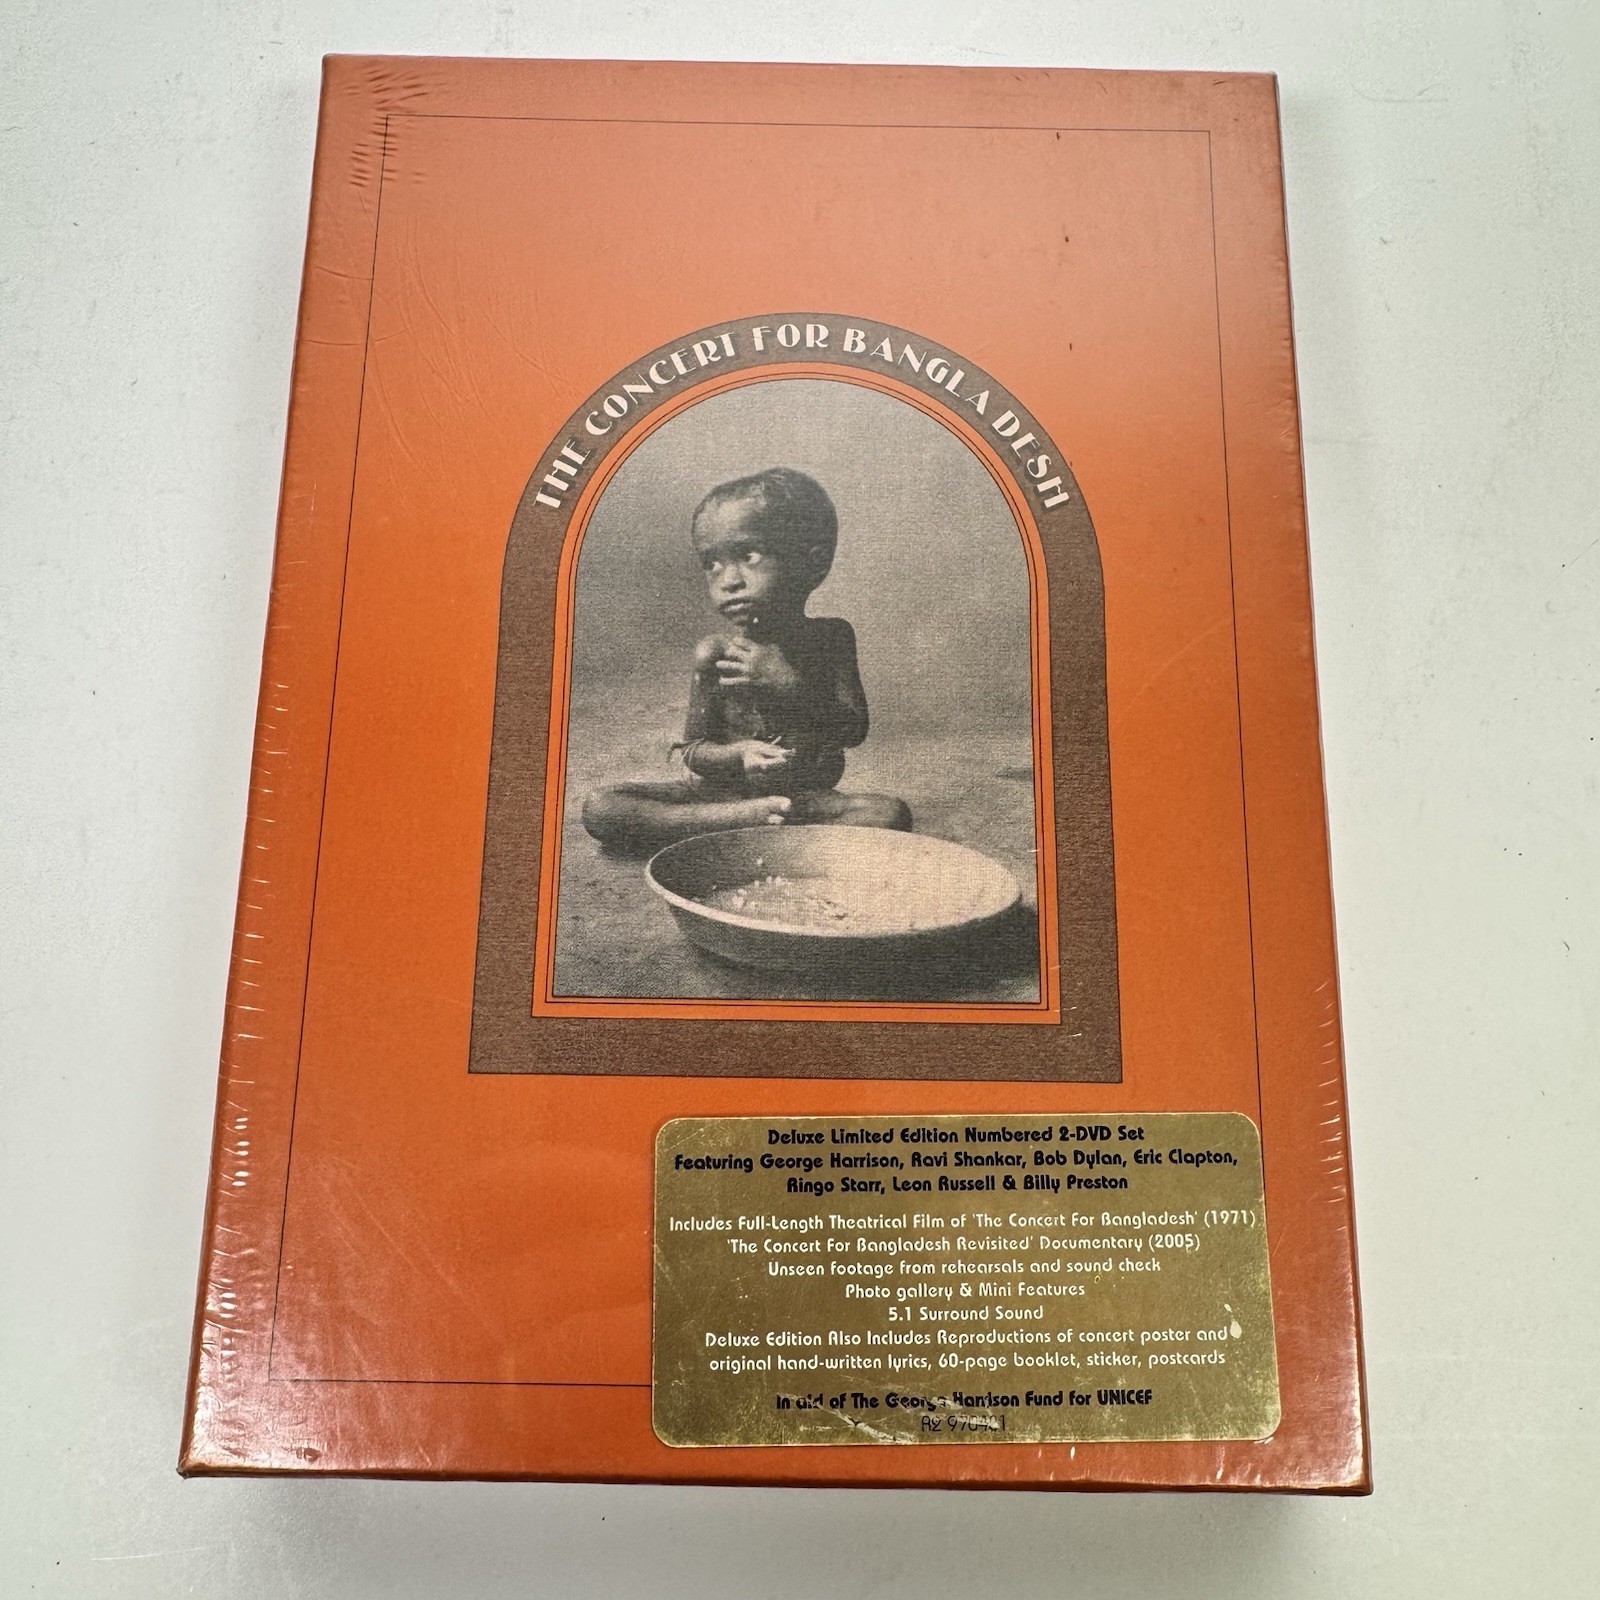 THE CONCERT FOR BANGLA DESH
Deluxe Limited Edition Numbered 2-DVD Set
Featuring George Harrison, Ravi Shankar, Bob Dylan, Eric Clapton,
Ringo Starr, Leon Russell & Billy Preston
Includes Full-Length Theatrical Film of 'The Concert For Bangladesh' (1971)
'The Concert For Bangladesh Revisited' Documentary (2005)
Unseen footage from rehearsals and sound check
Photo gallery & Mini Features
5.1 Surround Sound
Deluxe Edition Also Includes Reproductions of concert poster and
original hand-written lyrics, 60-page booklet, sticker, postcards
In aid of The George Harrison Fund for UNICEF
R2